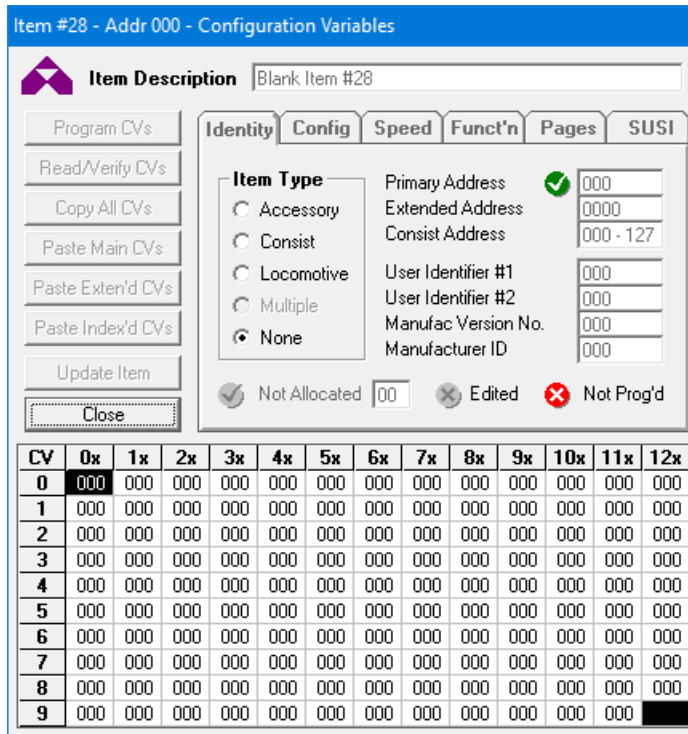 Item #28 - Addr 000 - Configuration Variables
Item Description Blank Item #28
Program CVs
Read/Verify CVs
Copy All CVs
Paste Main CVs
Paste Exten'd CVs
Paste Index'd CVs
Update Item
Close
Identity Config Speed Funct'n Pages SUSI
Item Type
Accessory
Consist
Locomotive
Multiple
None
Primary Address 000
Extended Address 0000
Consist Address 000 - 127
User Identifier #1 000
User Identifier #2 000
Manufac Version No. 000
Manufacturer ID 000
Not Allocated 00 Edited Not Prog'd
CV 0x 1x 2x 3x 4x 5x 6x 7x 8x 9x 10x 11x 12x
0 000 000 000 000 000 000 000 000 000 000 000 000 000
1 000 000 000 000 000 000 000 000 000 000 000 000 000
2 000 000 000 000 000 000 000 000 000 000 000 000 000
3 000 000 000 000 000 000 000 000 000 000 000 000 000
4 000 000 000 000 000 000 000 000 000 000 000 000 000
5 000 000 000 000 000 000 000 000 000 000 000 000 000
6 000 000 000 000 000 000 000 000 000 000 000 000 000
7 000 000 000 000 000 000 000 000 000 000 000 000 000
8 000 000 000 000 000 000 000 000 000 000 000 000 000
9 000 000 000 000 000 000 000 000 000 000 000 000